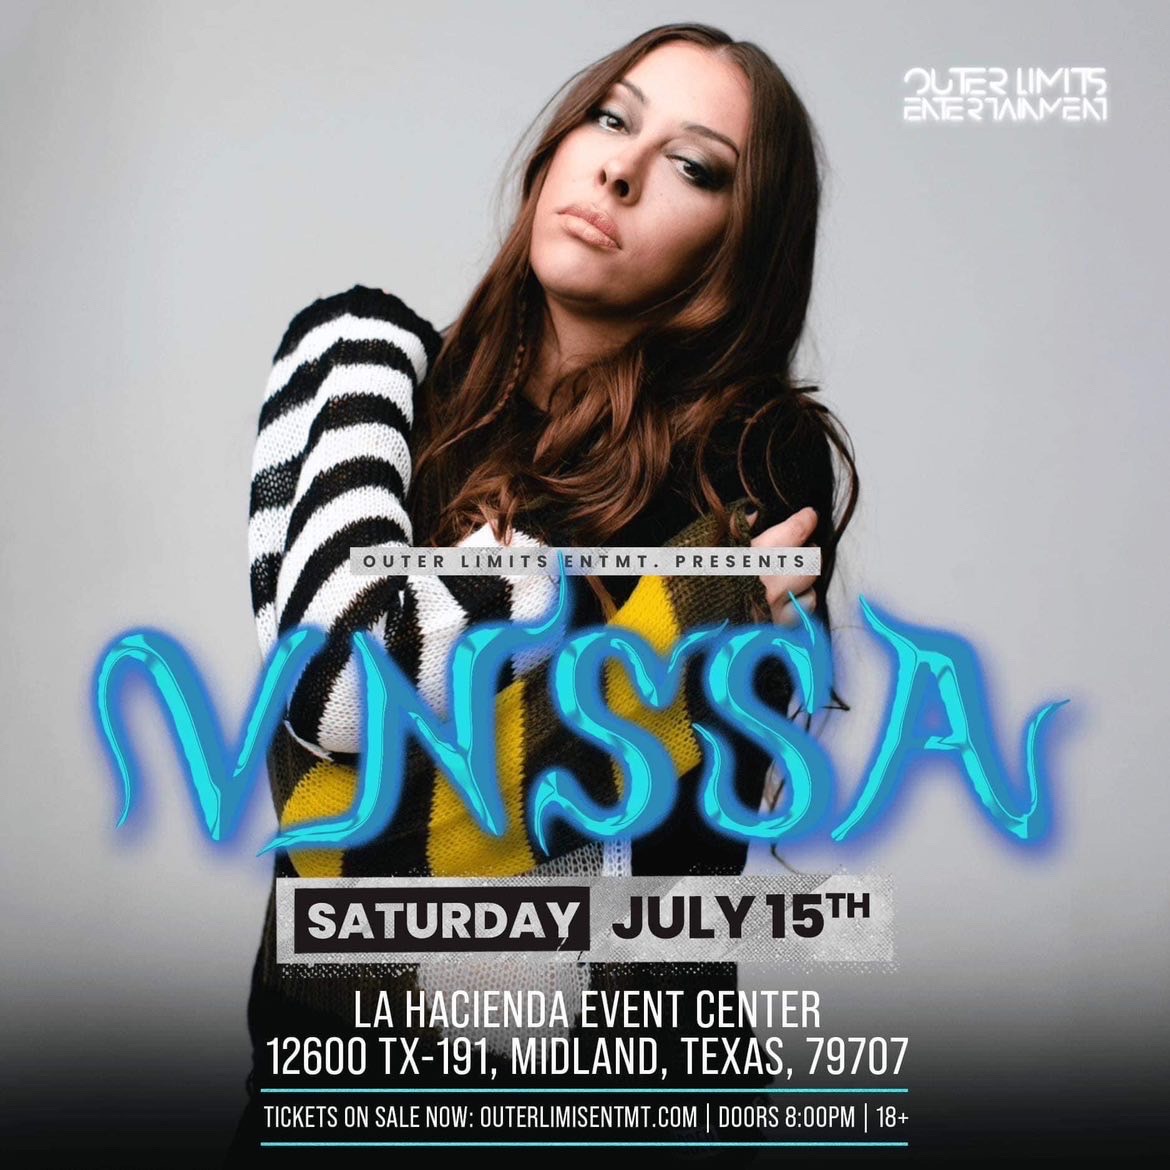 OUTER LIMITS
ENTERTAINMENT
OUTER LIMITS ENTMT. PRESENTS
VNSSA
SATURDAY JULY 15TH
LA HACIENDA EVENT CENTER
12600 TX-191, MIDLAND, TEXAS, 79707
TICKETS ON SALE NOW: OUTERLIMISENTMT.COM | DOORS 8:00PM | 18+